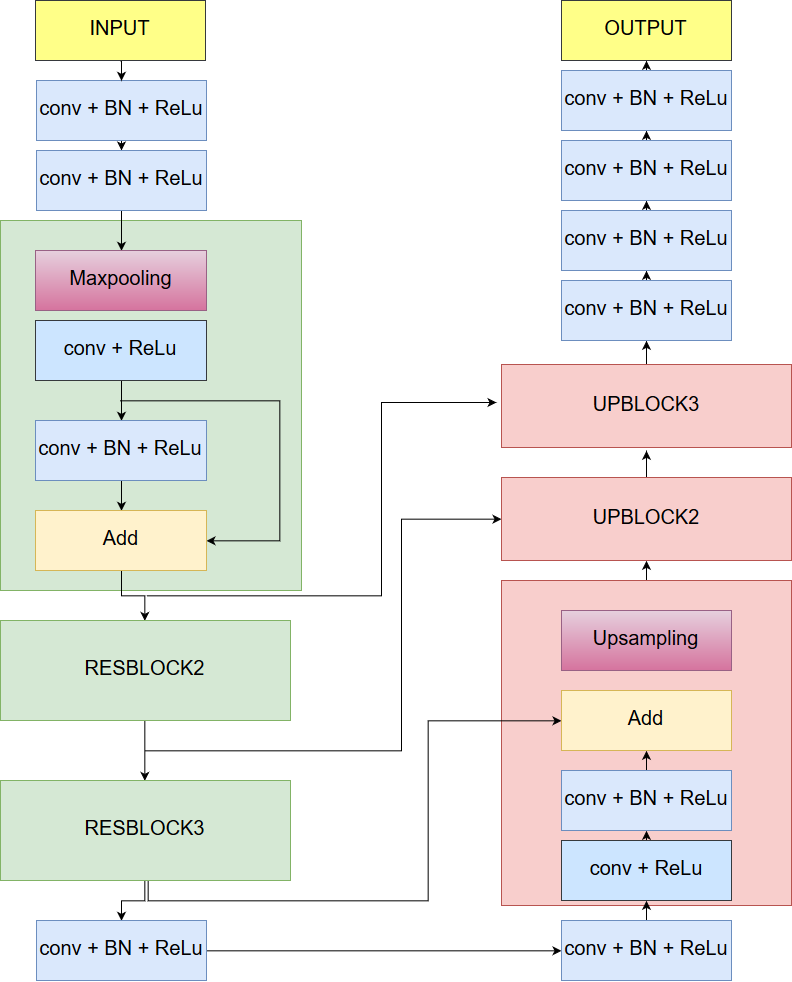 INPUT
conv + BN + ReLu
conv + BN + ReLu
Maxpooling
conv + ReLu
conv + BN + ReLu
Add
RESBLOCK2
RESBLOCK3
conv + BN + ReLu
OUTPUT
conv + BN + ReLu
conv + BN + ReLu
conv + BN + ReLu
conv + BN + ReLu
UPBLOCK3
UPBLOCK2
Upsampling
Add
conv + BN + ReLu
conv + ReLu
conv + BN + ReLu